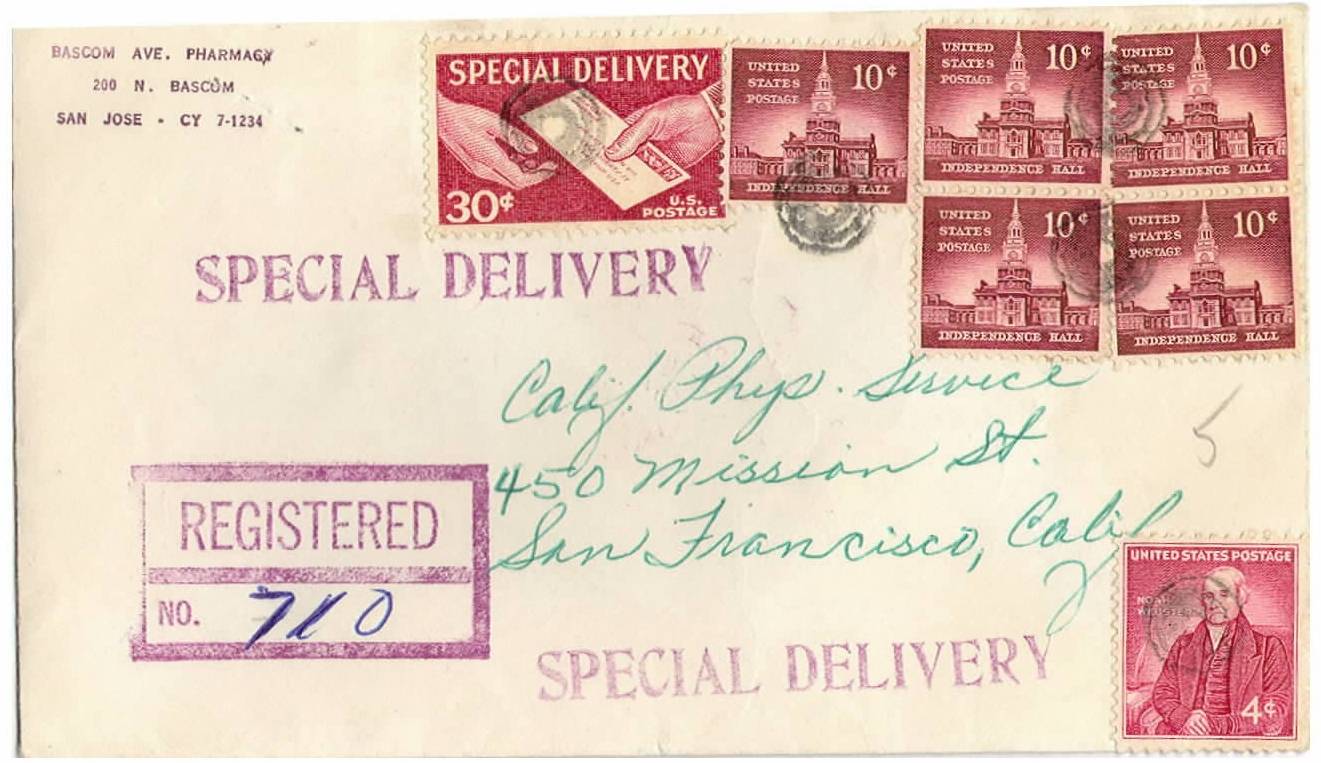 BASCOM AVE. PHARMACY
200 N. BASCOM
SAN JOSE - CY 7-1234
SPECIAL DELIVERY
30¢
U.S.
POSTAGE
UNITED
STATES
POSTAGE
10¢
INDEPENDENCE HALL
UNITED
STATES
POSTAGE
10¢
INDEPENDENCE HALL
UNITED
STATES
POSTAGE
10¢
INDEPENDENCE HALL
UNITED
STATES
POSTAGE
10¢
INDEPENDENCE HALL
UNITED
STATES
POSTAGE
10¢
INDEPENDENCE HALL
SPECIAL DELIVERY
Calif. Phys. Service
450 Mission St.
San Francisco, Calif
5
REGISTERED
NO. 710
SPECIAL DELIVERY
UNITED STATES POSTAGE
NOAH
WEBSTER
4¢